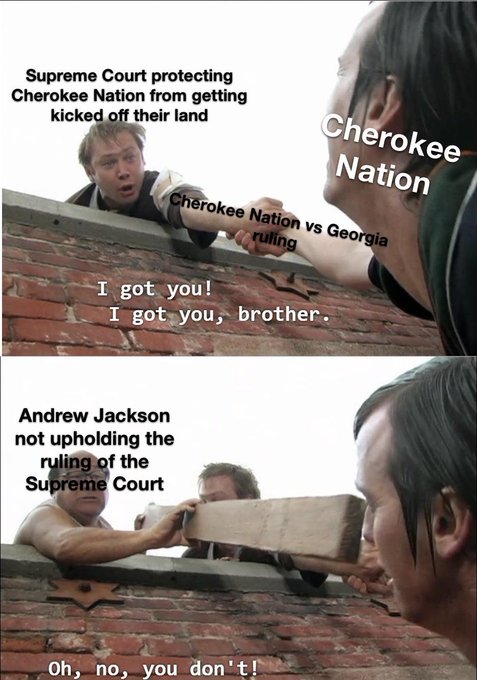 Supreme Court protecting
Cherokee Nation from getting
kicked off their land
Cherokee
Nation
Cherokee Nation vs Georgia
ruling
I got you!
I got you, brother.
Andrew Jackson
not upholding the
ruling of the
Supreme Court
Oh, no, you don't!